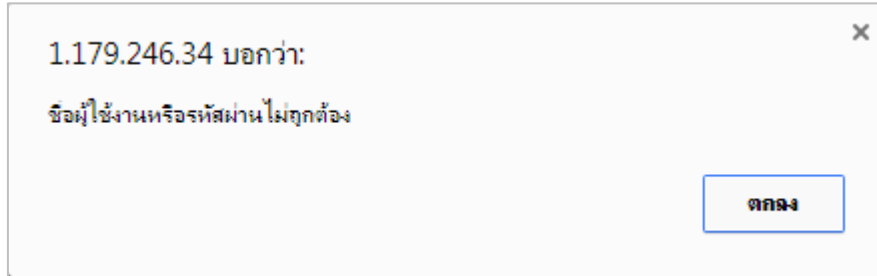 1.179.246.34 บอกว่า:
ชื่อผู้ใช้งานหรือรหัสผ่านไม่ถูกต้อง
ตกลง